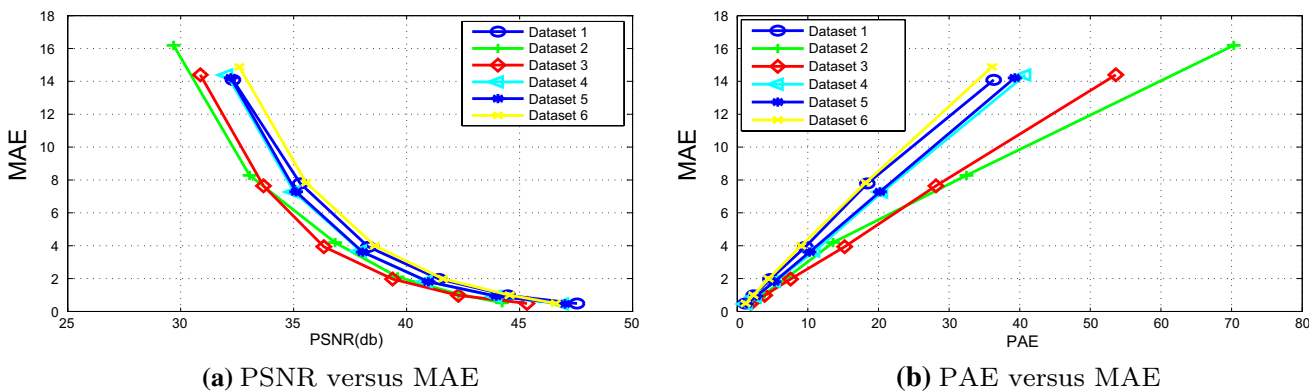 18
16
14
12
10
8
6
4
2
0
MAE
25
30
35
40
45
50
PSNR(db)
Dataset 1
Dataset 2
Dataset 3
Dataset 4
Dataset 5
Dataset 6
(a) PSNR versus MAE
18
16
14
12
10
8
6
4
2
0
MAE
0
10
20
30
40
50
60
70
80
PAE
Dataset 1
Dataset 2
Dataset 3
Dataset 4
Dataset 5
Dataset 6
(b) PAE versus MAE